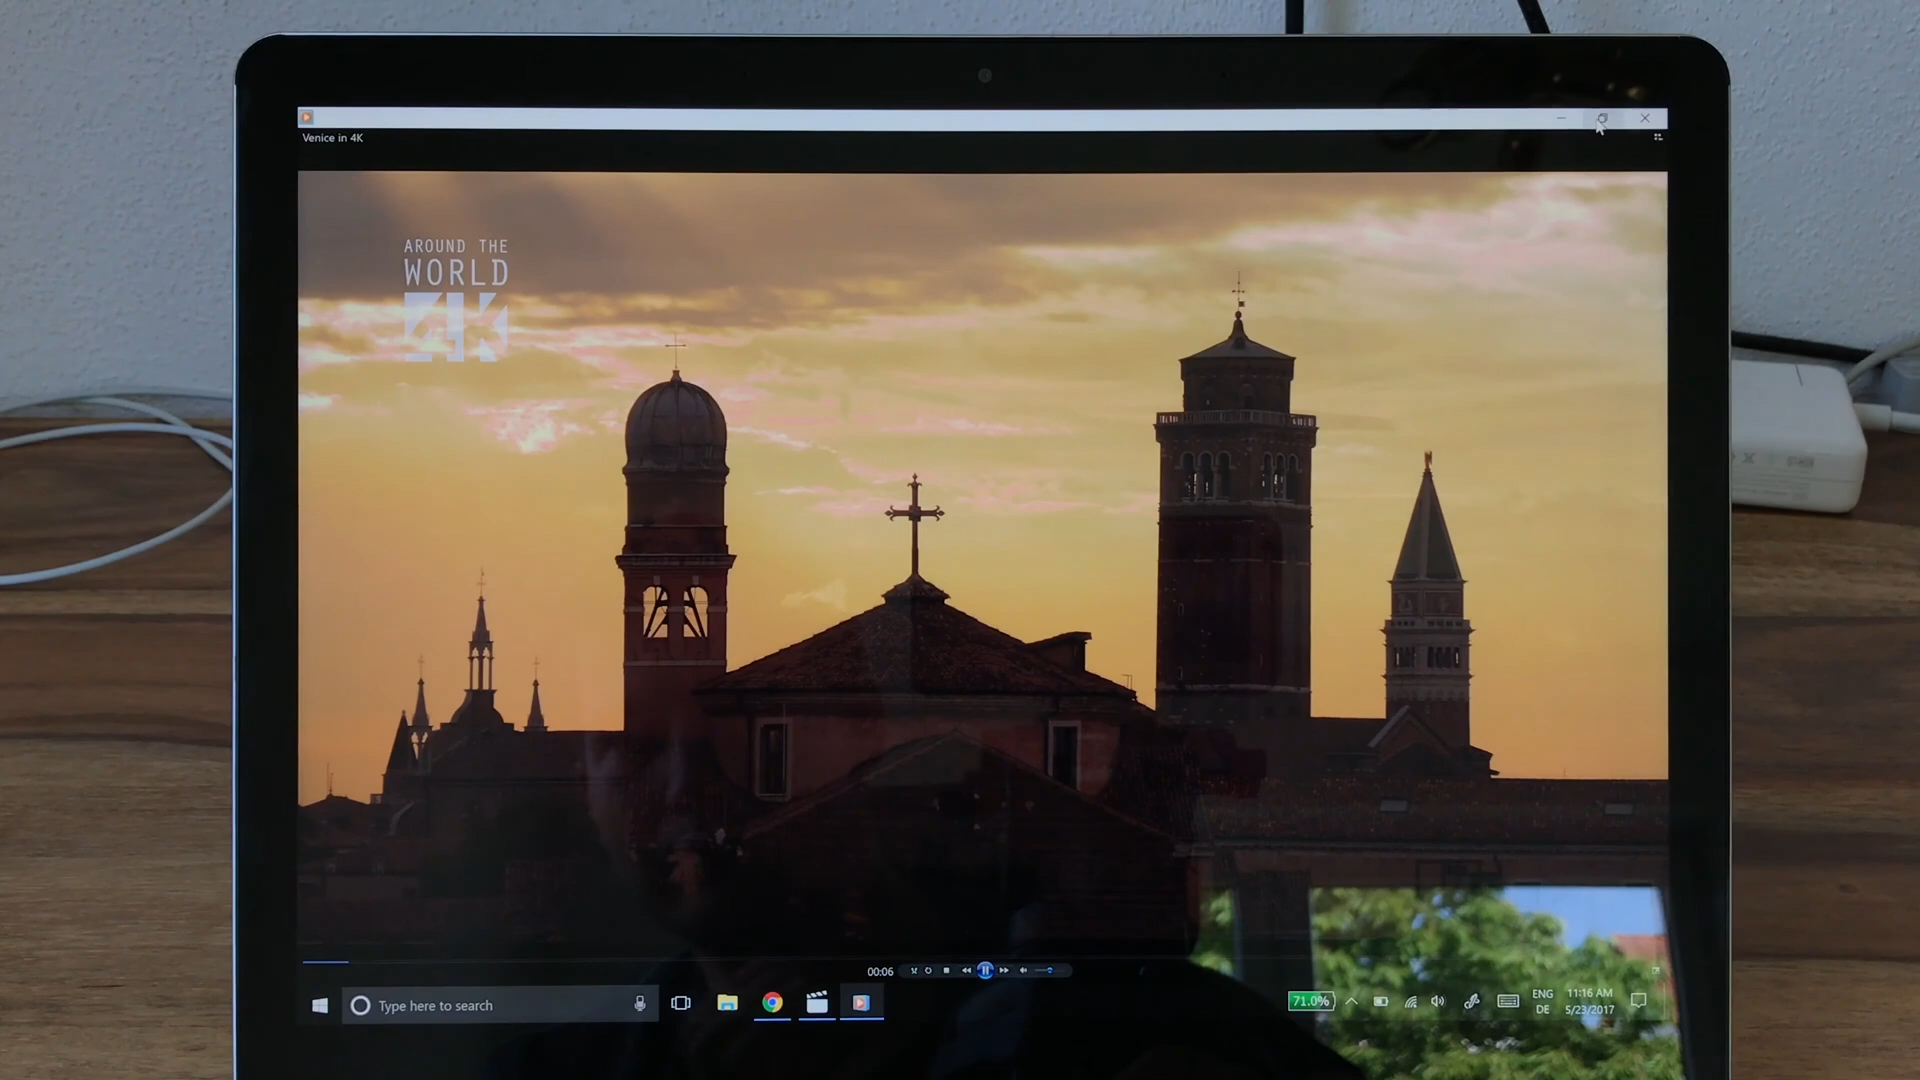 Venice in 4K
AROUND THE
WORLD
4K
00:06
Type here to search
71.0%
ENG
DE
11:16 AM
5/23/2017